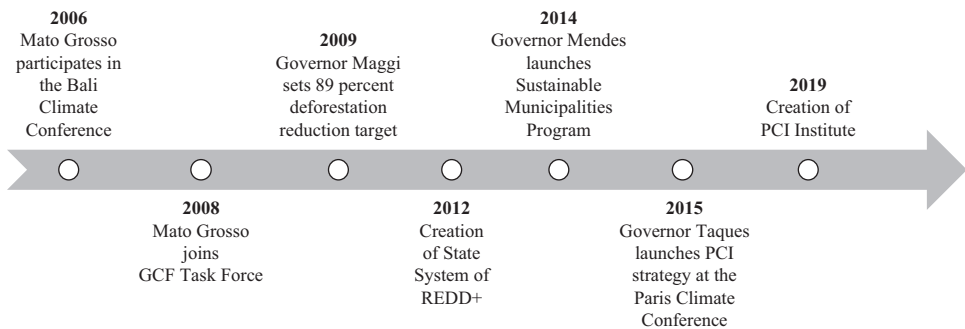 2006
Mato Grosso
participates in
the Bali
Climate
Conference
2008
Mato Grosso
joins
GCF Task Force
2009
Governor Maggi
sets 89 percent
deforestation
reduction target
2012
Creation
of State
System of
REDD+
2014
Governor Mendes
launches
Sustainable
Municipalities
Program
2015
Governor Taques
launches PCI
strategy at the
Paris Climate
Conference
2019
Creation of
PCI Institute